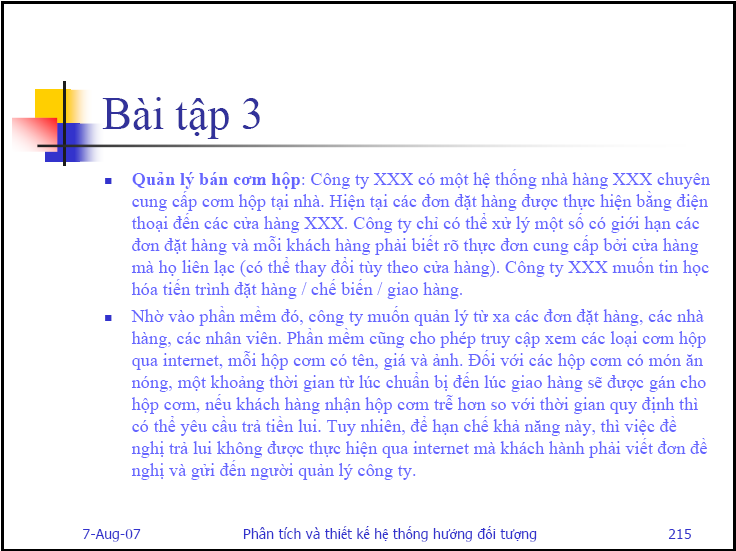 Bài tập 3
Quản lý bán cơm hộp: Công ty XXX có một hệ thống nhà hàng XXX chuyên
cung cấp cơm hộp tại nhà. Hiện tại các đơn đặt hàng được thực hiện bằng điện
thoại đến các cửa hàng XXX. Công ty chỉ có thể xử lý một số có giới hạn các
đơn đặt hàng và mỗi khách hàng phải biết rõ thực đơn cung cấp bởi cửa hàng
mà họ liên lạc (có thể thay đổi tùy theo cửa hàng). Công ty XXX muốn tin học
hóa tiến trình đặt hàng / chế biến / giao hàng.
Nhờ vào phần mềm đó, công ty muốn quản lý từ xa các đơn đặt hàng, các nhà
hàng, các nhân viên. Phần mềm cũng cho phép truy cập xem các loại cơm hộp
qua internet, mỗi hộp cơm có tên, giá và ảnh. Đối với các hộp cơm có món ăn
nóng, một khoảng thời gian từ lúc chuẩn bị đến lúc giao hàng sẽ được gán cho
hộp cơm, nếu khách hàng nhận hộp cơm trễ hơn so với thời gian quy định thì
có thể yêu cầu trả tiền lui. Tuy nhiên, để hạn chế khả năng này, thì việc đề
nghị trả lui không được thực hiện qua internet mà khách hành phải viết đơn đề
nghị và gửi đến người quản lý công ty.
7-Aug-07 Phân tích và thiết kế hệ thống hướng đối tượng 215